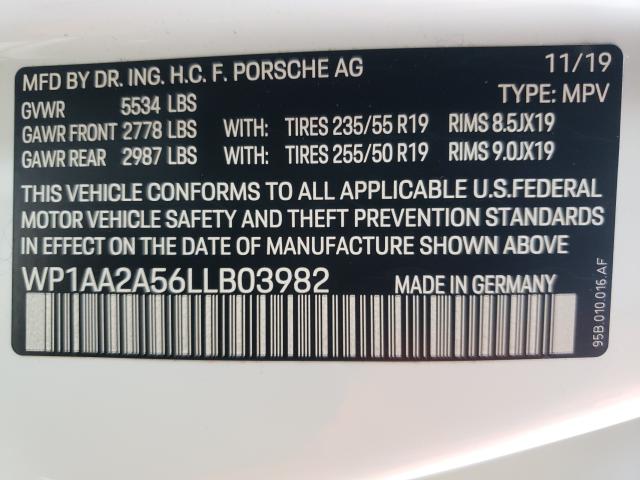 MFD BY DR. ING. H.C. F. PORSCHE AG 11/19
GVWR 5534 LBS TYPE: MPV
GAWR FRONT 2778 LBS WITH: TIRES 235/55 R19 RIMS 8.5JX19
GAWR REAR 2987 LBS WITH: TIRES 255/50 R19 RIMS 9.0JX19
THIS VEHICLE CONFORMS TO ALL APPLICABLE U.S.FEDERAL
MOTOR VEHICLE SAFETY AND THEFT PREVENTION STANDARDS
IN EFFECT ON THE DATE OF MANUFACTURE SHOWN ABOVE
WP1AA2A56LLB03982
95B.010.016.AF